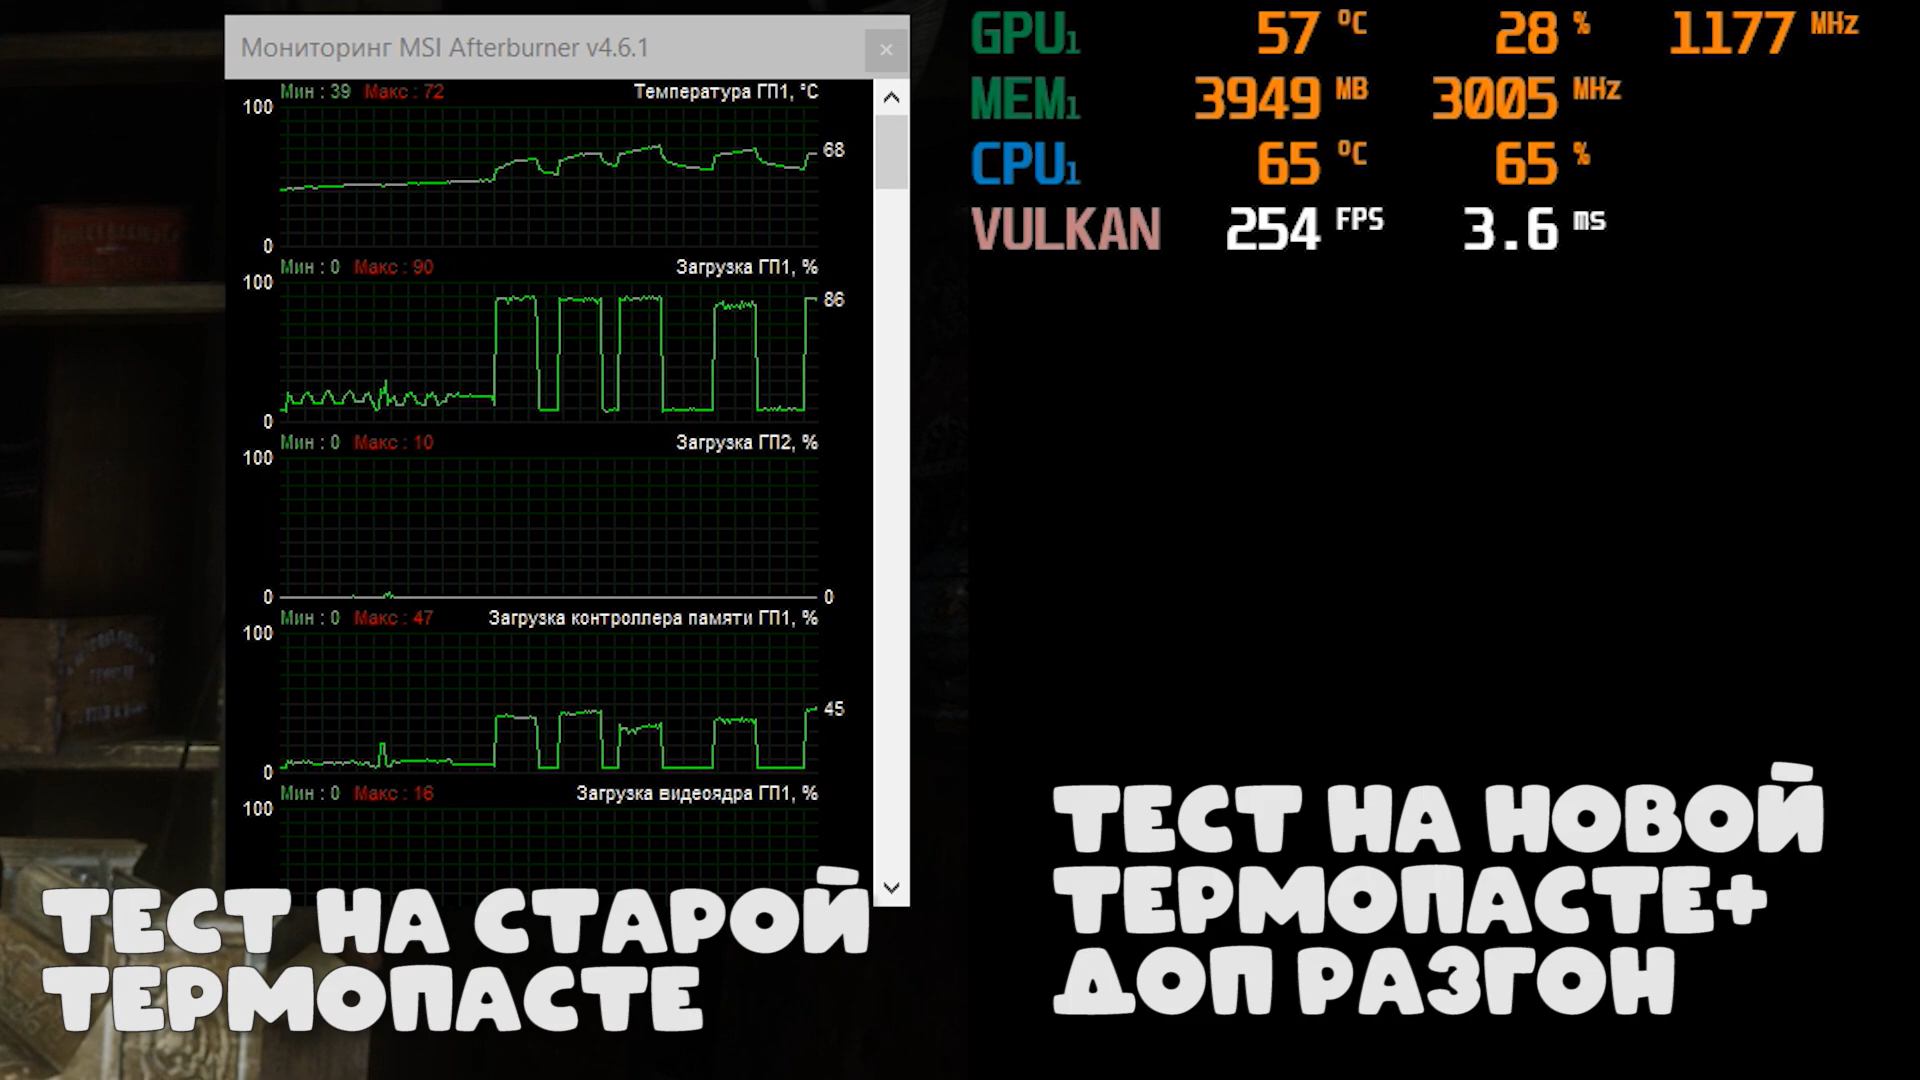 Мониторинг MSI Afterburner v4.6.1
Мин : 39 Макс : 72 Температура ГП1, °C
100
68
0
Мин : 0 Макс : 90 Загрузка ГП1, %
100
86
0
Мин : 0 Макс : 10 Загрузка ГП2, %
100
0 0
Мин : 0 Макс : 47 Загрузка контроллера памяти ГП1, %
100
45
0
Мин : 0 Макс : 16 Загрузка видеоядра ГП1, %
100
ТЕСТ НА СТАРОЙ
ТЕРМОПАСТЕ
GPU1 57 °C 28 % 1177 MHz
MEM1 3949 MB 3005 MHz
CPU1 65 °C 65 %
VULKAN 254 FPS 3.6 ms
ТЕСТ НА НОВОЙ
ТЕРМОПАСТЕ+
ДОП РАЗГОН